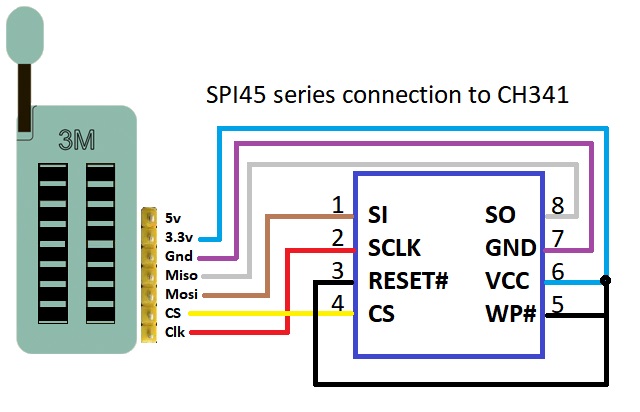 SPI45 series connection to CH341
3M
5v
3.3v
Gnd
Miso
Mosi
CS
Clk
1 SI SO 8
2 SCLK GND 7
3 RESET# VCC 6
4 CS WP# 5